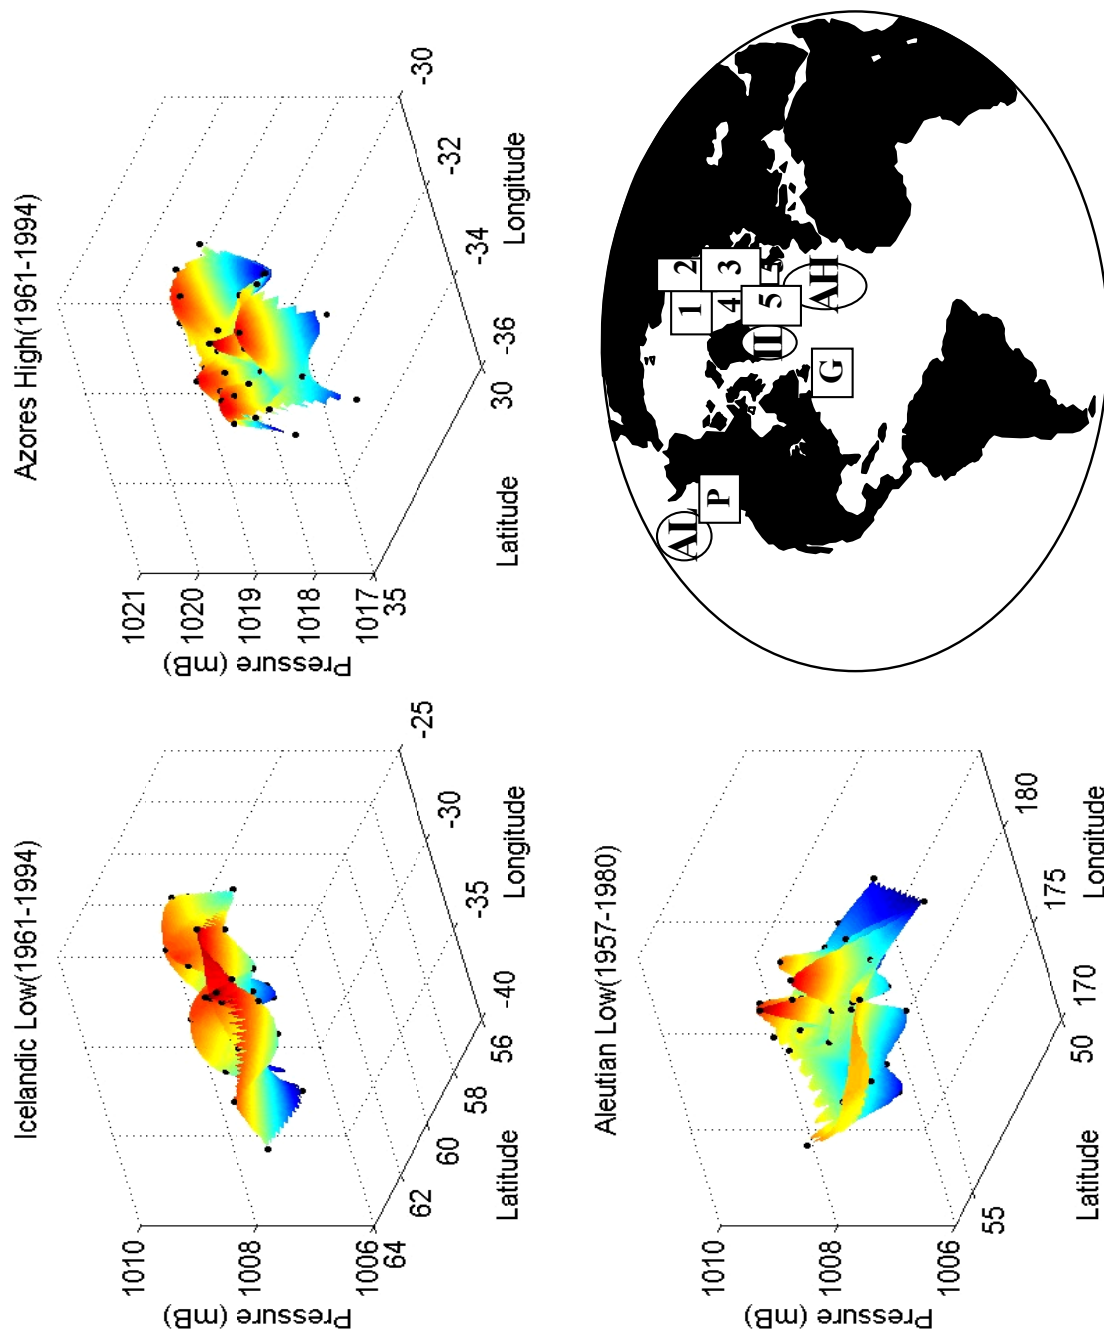 Icelandic Low(1961-1994)
1010
1008
1006
Pressure (mB)
64
62
60
58
56
Latitude
-40
-35
-30
-25
Longitude
Azores High(1961-1994)
1021
1020
1019
1018
1017
Pressure (mB)
35
30
Latitude
-36
-34
-32
-30
Longitude
Aleutian Low(1957-1980)
1010
1008
1006
Pressure (mB)
55
50
Latitude
170
175
180
Longitude
AL
P
G
IL
AH
1
2
3
4
5
5